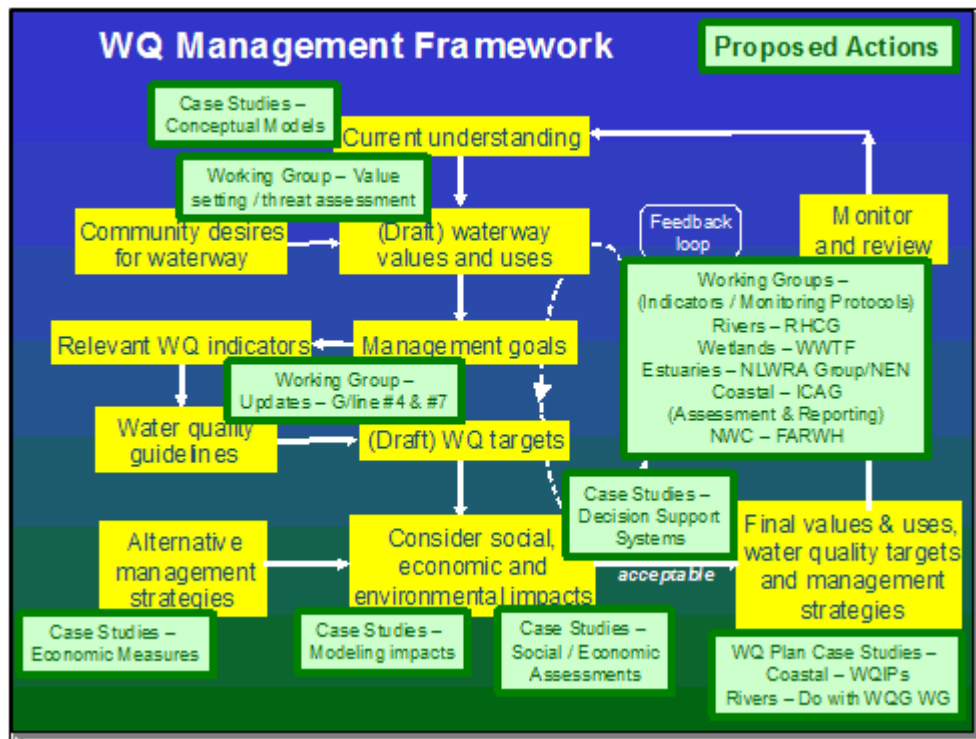 WQ Management Framework
Proposed Actions
Case Studies –
Conceptual Models
Current understanding
Working Group – Value
setting / threat assessment
Community desires
for waterway
(Draft) waterway
values and uses
Feedback
loop
Monitor
and review
Working Groups –
(Indicators / Monitoring Protocols)
Rivers – RHCG
Wetlands – WWTF
Estuaries – NLWRA Group/NEN
Coastal – ICAG
(Assessment & Reporting)
NWC – FARWH
Relevant WQ indicators
Management goals
Working Group –
Updates – G/line #4 & #7
Water quality
guidelines
(Draft) WQ targets
Case Studies –
Decision Support
Systems
Alternative
management
strategies
Consider social,
economic and
environmental impacts
acceptable
Final values & uses,
water quality targets
and management
strategies
Case Studies –
Economic Measures
Case Studies –
Modeling impacts
Case Studies –
Social / Economic
Assessments
WQ Plan Case Studies –
Coastal – WQIPs
Rivers – Do with WQG WG